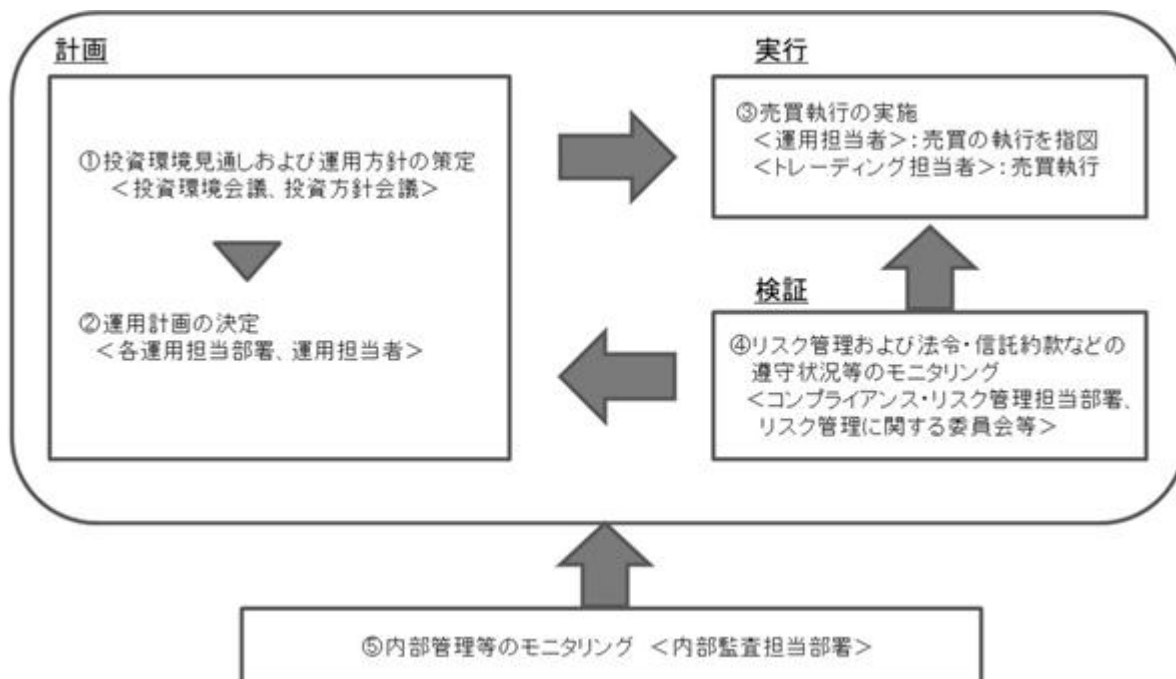 計画
①投資環境見通しおよび運用方針の策定
＜投資環境会議、投資方針会議＞
②運用計画の決定
＜各運用担当部署、運用担当者＞
実行
③売買執行の実施
＜運用担当者＞：売買の執行を指図
＜トレーディング担当者＞：売買執行
検証
④リスク管理および法令・信託約款などの
遵守状況等のモニタリング
＜コンプライアンス・リスク管理担当部署、
リスク管理に関する委員会等＞
⑤内部管理等のモニタリング ＜内部監査担当部署＞